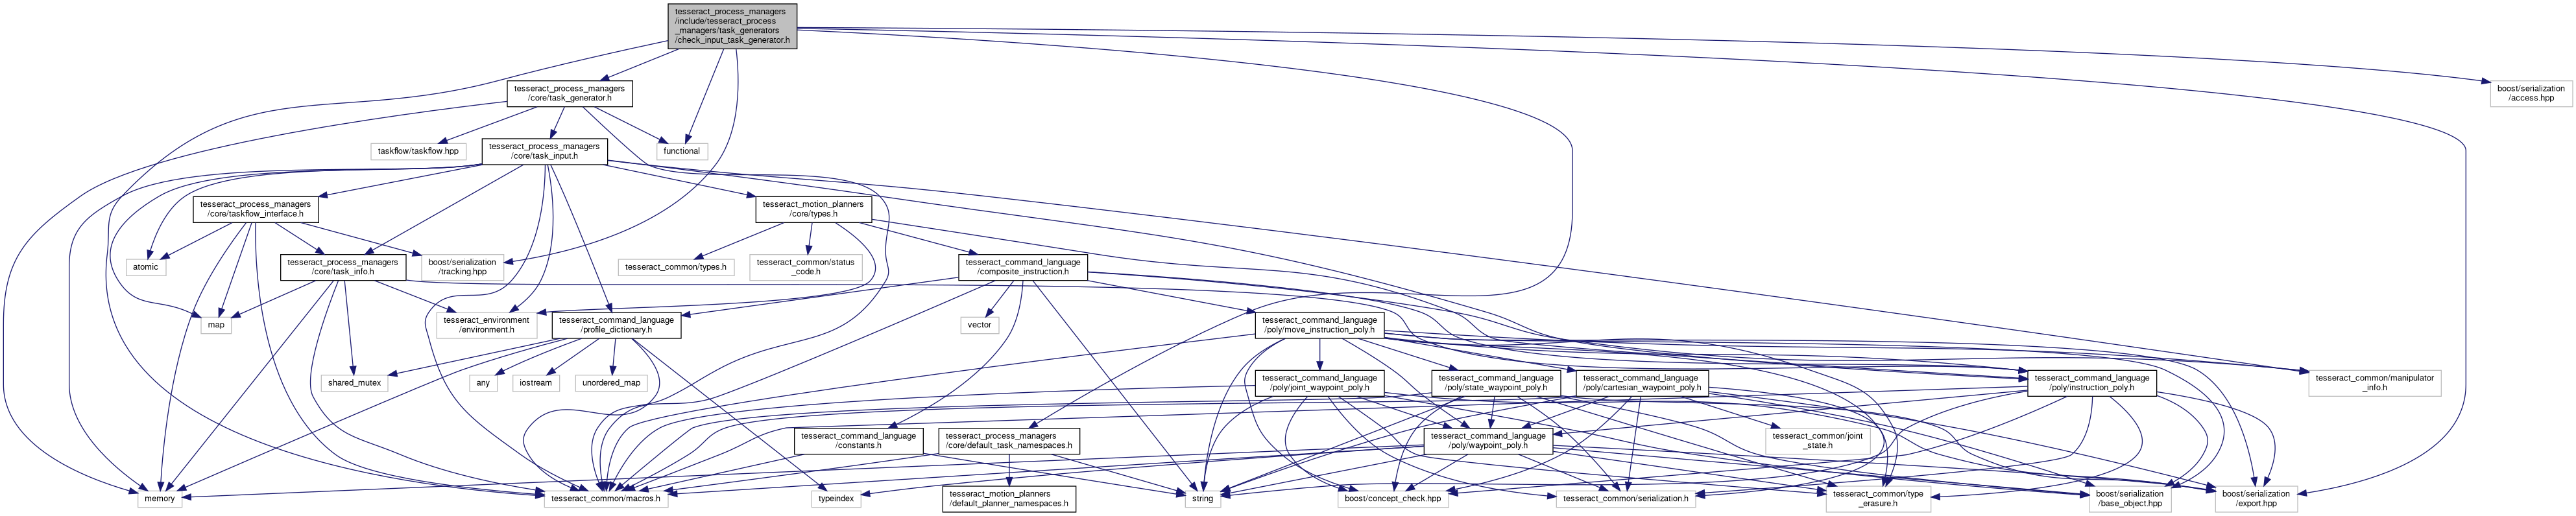 tesseract_process_managers
/include/tesseract_process
_managers/task_generators
/check_input_task_generator.h
tesseract_process_managers
/core/task_generator.h
boost/serialization
/access.hpp
taskflow/taskflow.hpp
tesseract_process_managers
/core/task_input.h
functional
tesseract_process_managers
/core/taskflow_interface.h
tesseract_motion_planners
/core/types.h
atomic
tesseract_process_managers
/core/task_info.h
boost/serialization
/tracking.hpp
tesseract_common/types.h
tesseract_common/status
_code.h
tesseract_command_language
/composite_instruction.h
map
tesseract_environment
/environment.h
tesseract_command_language
/profile_dictionary.h
vector
tesseract_command_language
/poly/move_instruction_poly.h
shared_mutex
any
iostream
unordered_map
tesseract_command_language
/poly/joint_waypoint_poly.h
tesseract_command_language
/poly/state_waypoint_poly.h
tesseract_command_language
/poly/cartesian_waypoint_poly.h
tesseract_command_language
/poly/instruction_poly.h
tesseract_common/manipulator
_info.h
tesseract_command_language
/constants.h
tesseract_process_managers
/core/default_task_namespaces.h
tesseract_command_language
/poly/waypoint_poly.h
tesseract_common/joint
_state.h
memory
tesseract_common/macros.h
typeindex
tesseract_motion_planners
/default_planner_namespaces.h
string
boost/concept_check.hpp
tesseract_common/serialization.h
tesseract_common/type
_erasure.h
boost/serialization
/base_object.hpp
boost/serialization
/export.hpp